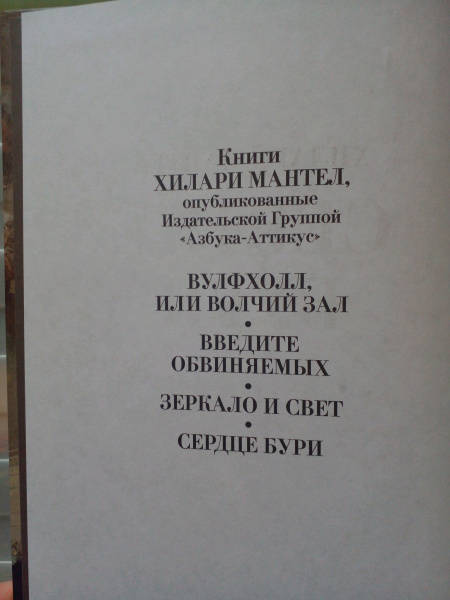 Книги
ХИЛАРИ МАНТЕЛ,
опубликованные
Издательской Группой
«Азбука-Аттикус»
ВУЛФХОЛЛ,
ИЛИ ВОЛЧИЙ ЗАЛ
•
ВВЕДИТЕ
ОБВИНЯЕМЫХ
•
ЗЕРКАЛО И СВЕТ
•
СЕРДЦЕ БУРИ